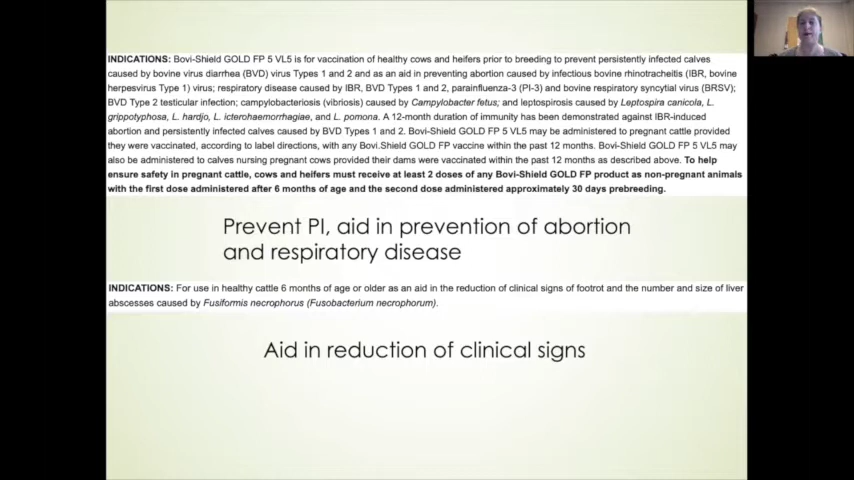 INDICATIONS: Bovi-Shield GOLD FP 5 VL5 is for vaccination of healthy cows and heifers prior to breeding to prevent persistently infected calves
caused by bovine virus diarrhea (BVD) virus Types 1 and 2 and as an aid in preventing abortion caused by infectious bovine rhinotracheitis (IBR, bovine
herpesvirus Type 1) virus; respiratory disease caused by IBR, BVD Types 1 and 2, parainfluenza-3 (PI-3) and bovine respiratory syncytial virus (BRSV);
BVD Type 2 testicular infection; campylobacteriosis (vibriosis) caused by Campylobacter fetus; and leptospirosis caused by Leptospira canicola, L.
grippotyphosa, L. hardjo, L. icterohaemorrhagiae, and L. pomona. A 12-month duration of immunity has been demonstrated against IBR-induced
abortion and persistently infected calves caused by BVD Types 1 and 2. Bovi-Shield GOLD FP 5 VL5 may be administered to pregnant cattle provided
they were vaccinated, according to label directions, with any Bovi.Shield GOLD FP vaccine within the past 12 months. Bovi-Shield GOLD FP 5 VL5 may
also be administered to calves nursing pregnant cows provided their dams were vaccinated within the past 12 months as described above. To help
ensure safety in pregnant cattle, cows and heifers must receive at least 2 doses of any Bovi-Shield GOLD FP product as non-pregnant animals
with the first dose administered after 6 months of age and the second dose administered approximately 30 days prebreeding.
Prevent PI, aid in prevention of abortion
and respiratory disease
INDICATIONS: For use in healthy cattle 6 months of age or older as an aid in the reduction of clinical signs of footrot and the number and size of liver
abscesses caused by Fusiformis necrophorus (Fusobacterium necrophorum).
Aid in reduction of clinical signs